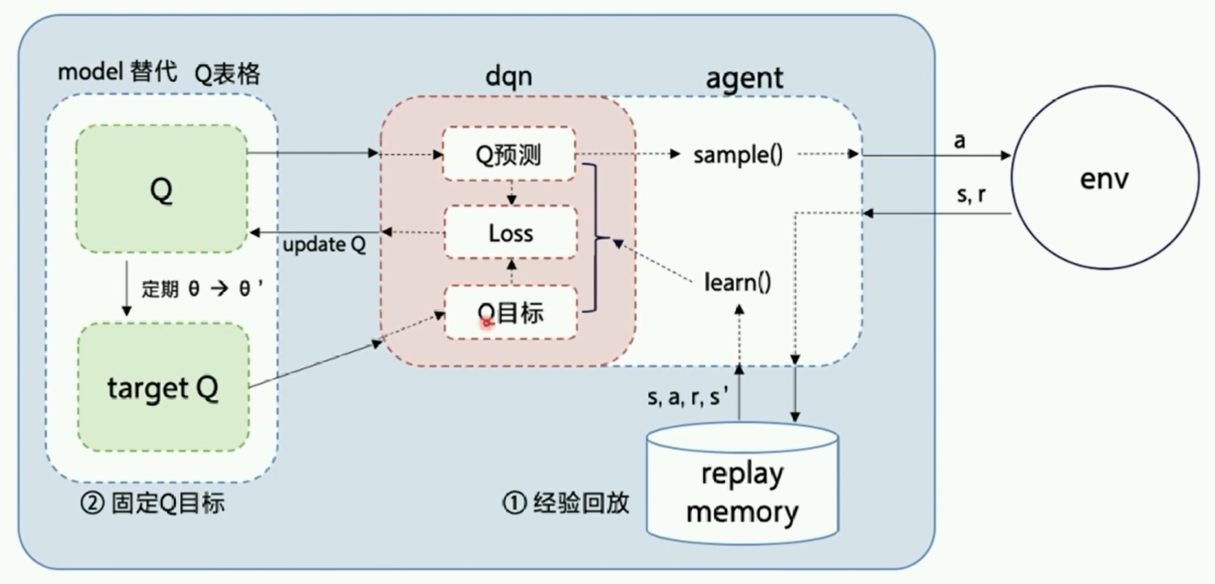 model 替代 Q表格
dqn
agent
Q
Q预测
sample()
a
env
s, r
Loss
update Q
learn()
定期 θ → θ '
Q目标
target Q
s, a, r, s'
replay
memory
② 固定Q目标
① 经验回放